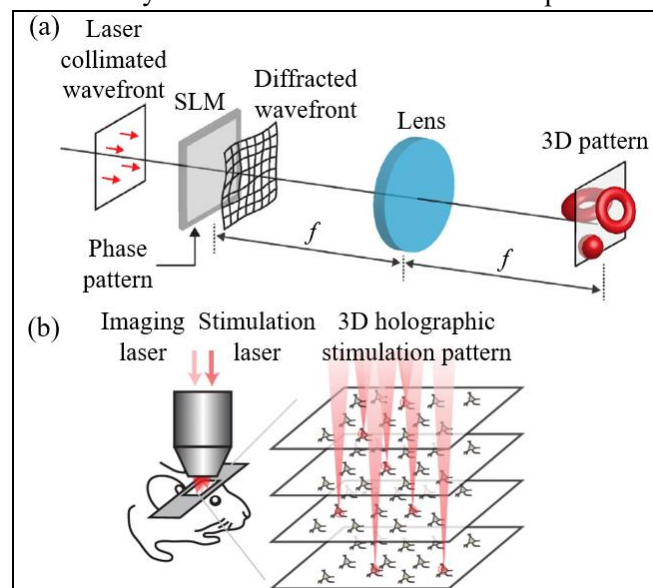 (a)
Laser
collimated
wavefront
SLM
Diffracted
wavefront
Lens
3D pattern
Phase
pattern
f
f
(b)
Imaging Stimulation
laser laser
3D holographic
stimulation pattern